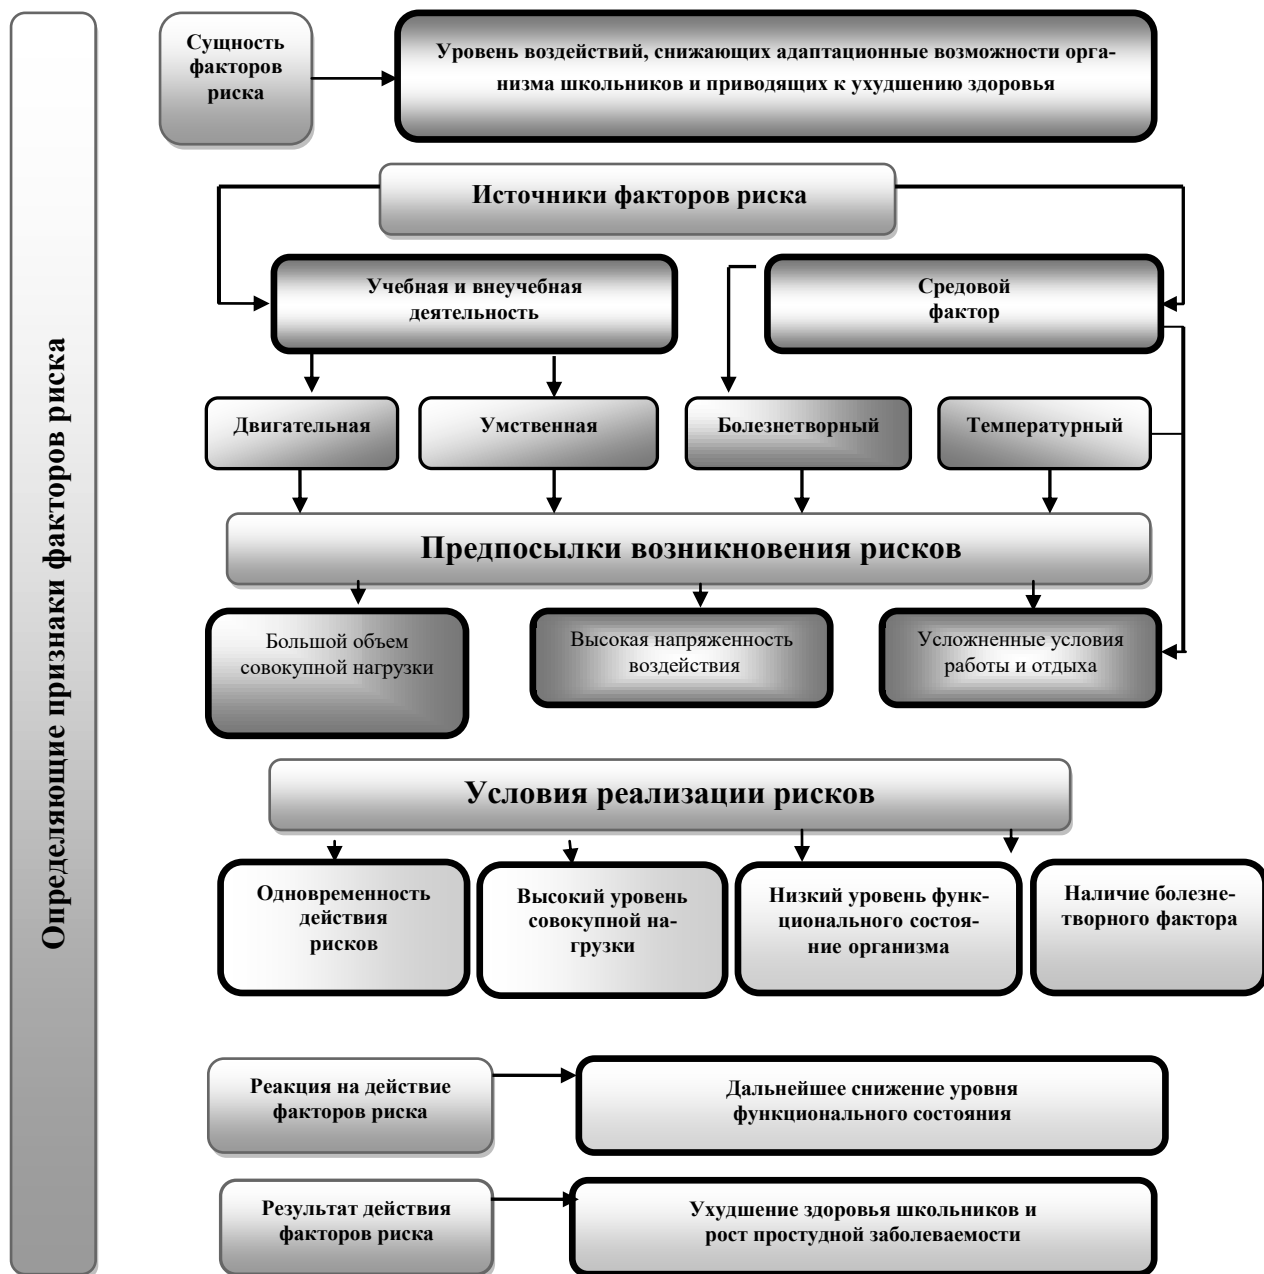 Определяющие признаки факторов риска
Сущность
факторов
риска
Уровень воздействий, снижающих адаптационные возможности орга-
низма школьников и приводящих к ухудшению здоровья
Источники факторов риска
Учебная и внеучебная
деятельность
Средовой
фактор
Двигательная
Умственная
Болезнетворный
Температурный
Предпосылки возникновения рисков
Большой объем
совокупной нагрузки
Высокая напряженность
воздействия
Усложненные условия
работы и отдыха
Условия реализации рисков
Одновременность
действия
рисков
Высокий уровень
совокупной на-
грузки
Низкий уровень функ-
ционального состоя-
ние организма
Наличие болезне-
творного фактора
Реакция на действие
факторов риска
Дальнейшее снижение уровня
функционального состояния
Результат действия
факторов риска
Ухудшение здоровья школьников и
рост простудной заболеваемости